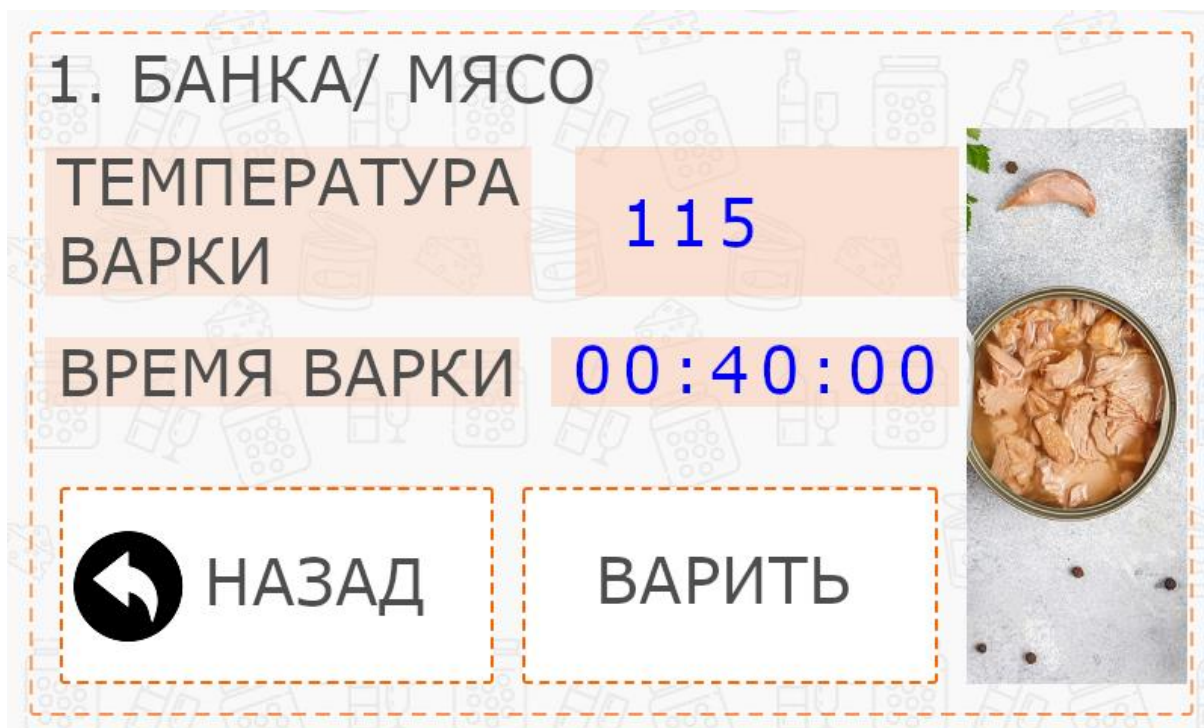 1. БАНКА/ МЯСО
ТЕМПЕРАТУРА
ВАРКИ
115
ВРЕМЯ ВАРКИ 00:40:00
НАЗАД ВАРИТЬ